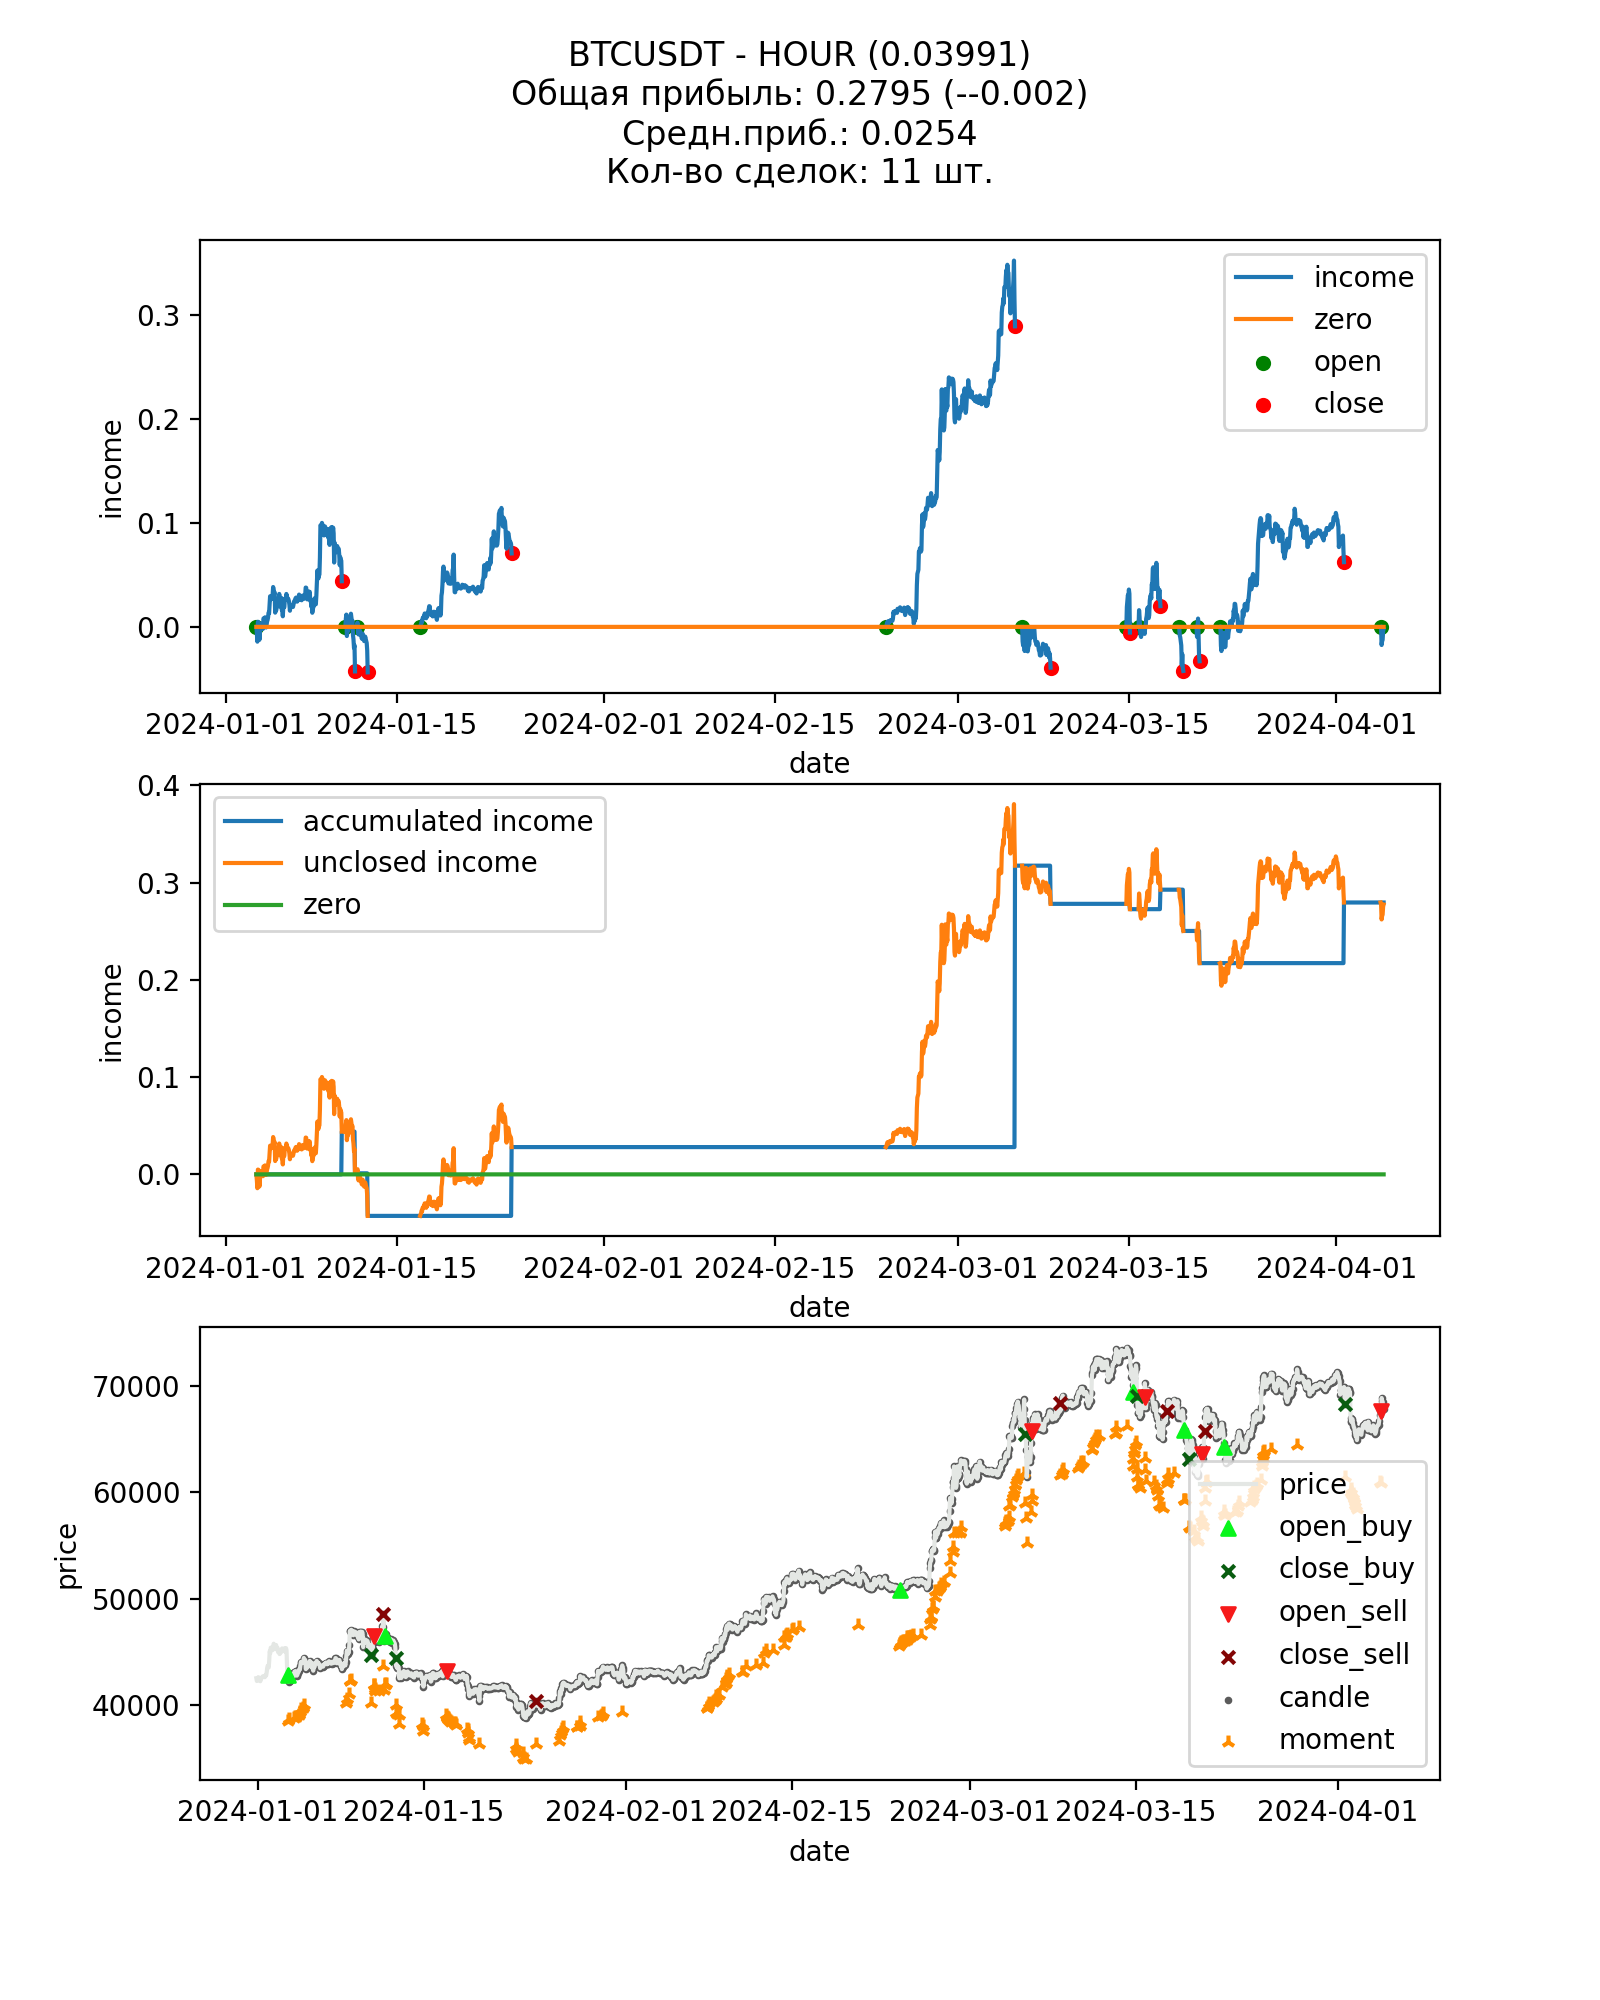 BTCUSDT - HOUR (0.03991)
Общая прибыль: 0.2795 (--0.002)
Средн.приб.: 0.0254
Кол-во сделок: 11 шт.
income
0.3
0.2
0.1
0.0
income
zero
open
close
2024-01-01 2024-01-15 2024-02-01 2024-02-15 2024-03-01 2024-03-15 2024-04-01
date
income
0.4
0.3
0.2
0.1
0.0
accumulated income
unclosed income
zero
2024-01-01 2024-01-15 2024-02-01 2024-02-15 2024-03-01 2024-03-15 2024-04-01
date
price
70000
60000
50000
40000
price
open_buy
close_buy
open_sell
close_sell
candle
moment
2024-01-01 2024-01-15 2024-02-01 2024-02-15 2024-03-01 2024-03-15 2024-04-01
date